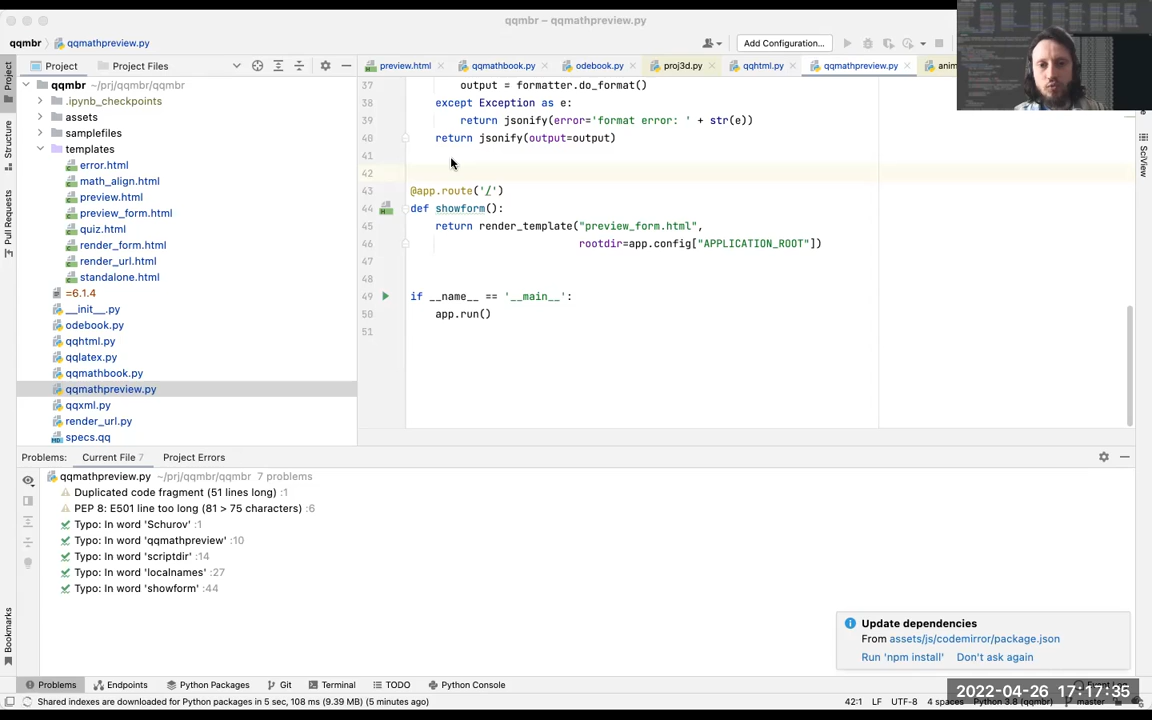 qqmbr – qqmathpreview.py
qqmbr qqmathpreview.py
Add Configuration...
Project Project Files
preview.html qqmathbook.py odebook.py proj3d.py qqhtml.py qqmathpreview.py
qqmbr ~/prj/qqmbr/qqmbr
.ipynb_checkpoints
assets
samplefiles
templates
error.html
math_align.html
preview.html
preview_form.html
quiz.html
render_form.html
render_url.html
standalone.html
=6.1.4
__init__.py
odebook.py
qqhtml.py
qqlatex.py
qqmathbook.py
qqmathpreview.py
qqxml.py
render_url.py
specs.qq
37 output = formatter.do_format()
38 except Exception as e:
39 return jsonify(error='format error: ' + str(e))
40 return jsonify(output=output)
41
42
43 @app.route('/')
44 def showform():
45 return render_template("preview_form.html",
46 rootdir=app.config["APPLICATION_ROOT"])
47
48
49 if __name__ == '__main__':
50 app.run()
51
Project
Structure
Pull Requests
Bookmarks
SciView
Problems: Current File 7 Project Errors
qqmathpreview.py ~/prj/qqmbr/qqmbr 7 problems
Duplicated code fragment (51 lines long) :1
PEP 8: E501 line too long (81 > 75 characters) :6
Typo: In word 'Schurov' :1
Typo: In word 'qqmathpreview' :10
Typo: In word 'scriptdir' :14
Typo: In word 'localnames' :27
Typo: In word 'showform' :44
Update dependencies
From assets/js/codemirror/package.json
Run 'npm install' Don't ask again
Problems Endpoints Python Packages Git Terminal TODO Python Console
2022-04-26 17:17:35
Shared indexes are downloaded for Python packages in 5 sec, 108 ms (9.39 MB) (5 minutes ago)
42:1 LF UTF-8 4 spaces Python 3.8 (qqmbr) master